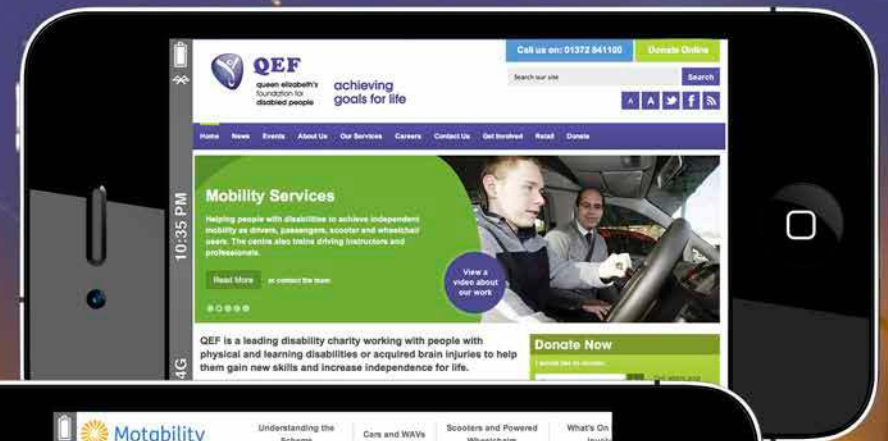 Call us on: 01372 841100
Donate Online
QEF
queen elizabeth's
foundation for
disabled people
achieving
goals for life
Search our site
Search
A A f
Home News Events About Us Our Services Careers Contact Us Get Involved Retail Donate
10:35 PM
4G
Mobility Services
Helping people with disabilities to achieve independent
mobility as drivers, passengers, scooter and wheelchair
users. The centre also trains driving instructors and
professionals.
Read More or contact the team
View a
video about
our work
QEF is a leading disability charity working with people with
physical and learning disabilities or acquired brain injuries to help
them gain new skills and increase independence for life.
Donate Now
I would like to donate:
Motability
Understanding the
Scheme
Cars and WAVs
Scooters and Powered
Wheelchairs
What's On